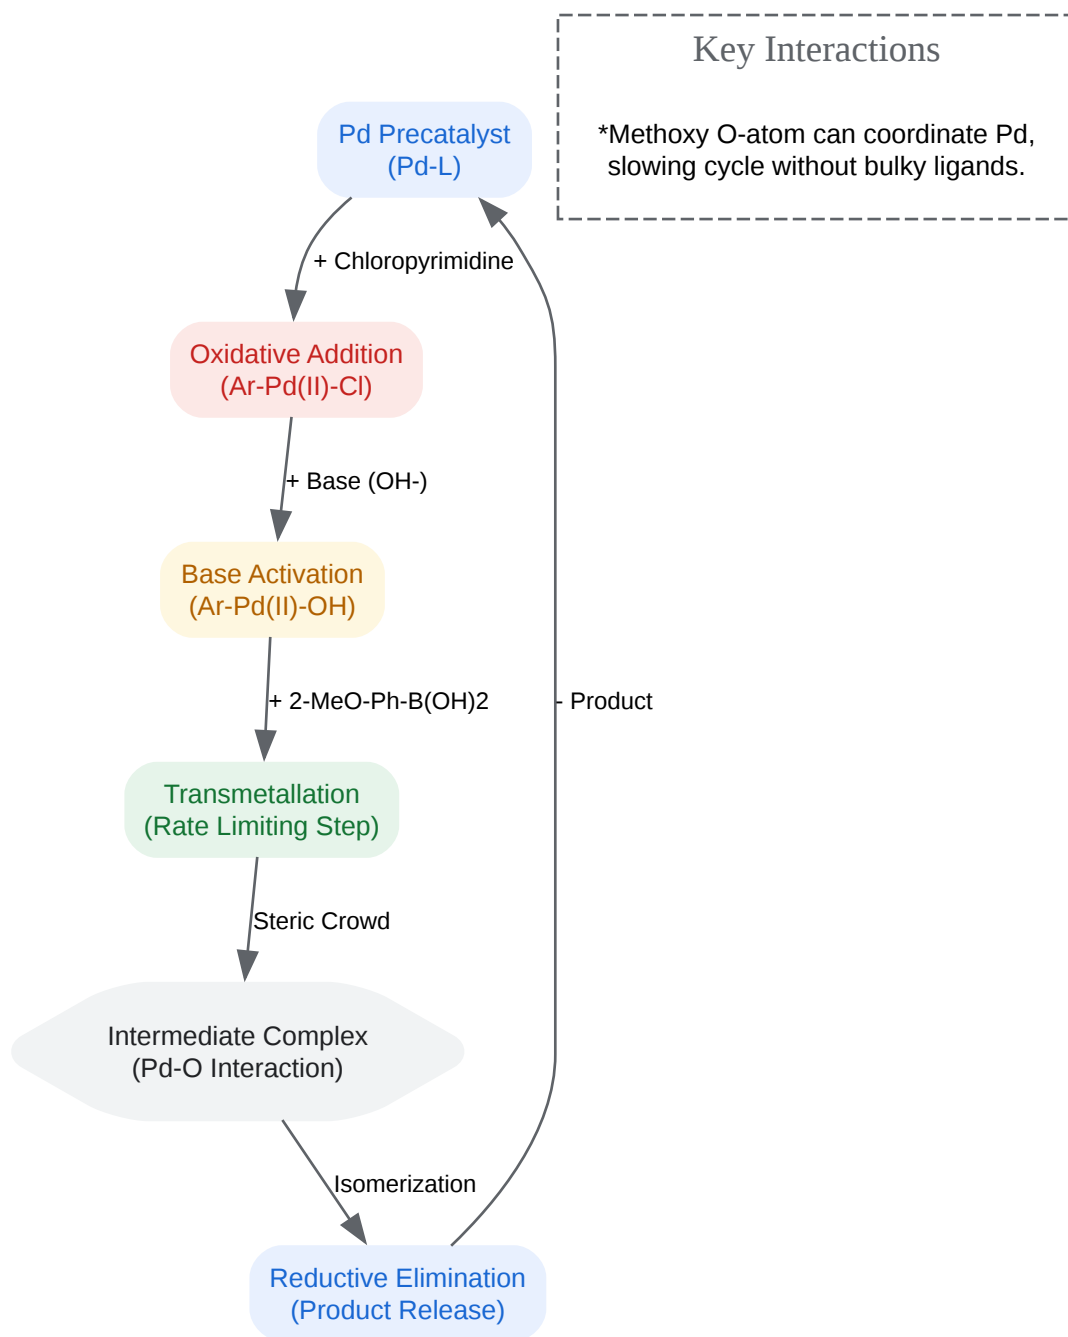 Key Interactions
*Methoxy O-atom can coordinate Pd,
slowing cycle without bulky ligands.
Pd Precatalyst
(Pd-L)
+ Chloropyrimidine
Oxidative Addition
(Ar-Pd(II)-Cl)
+ Base (OH-)
Base Activation
(Ar-Pd(II)-OH)
+ 2-MeO-Ph-B(OH)2
- Product
Transmetallation
(Rate Limiting Step)
Steric Crowd
Intermediate Complex
(Pd-O Interaction)
Isomerization
Reductive Elimination
(Product Release)